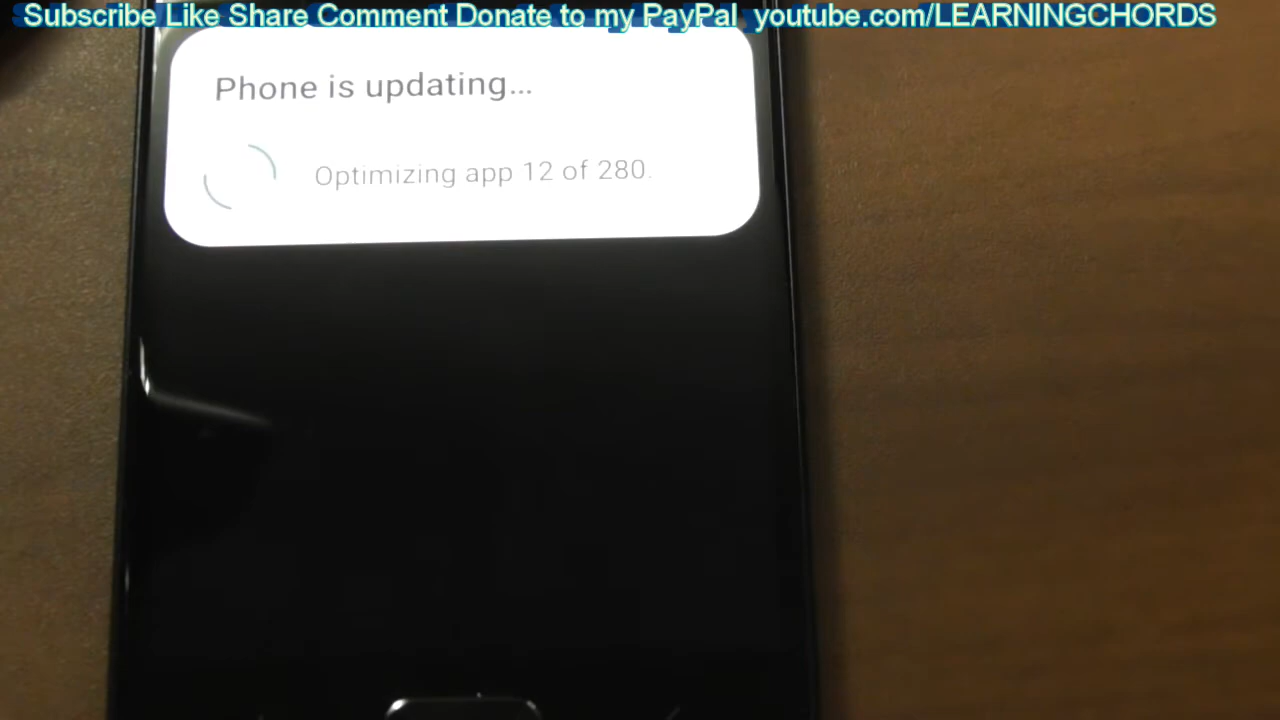 Subscribe Like Share Comment Donate to my PayPal youtube.com/LEARNINGCHORDS
Phone is updating...
Optimizing app 12 of 280.